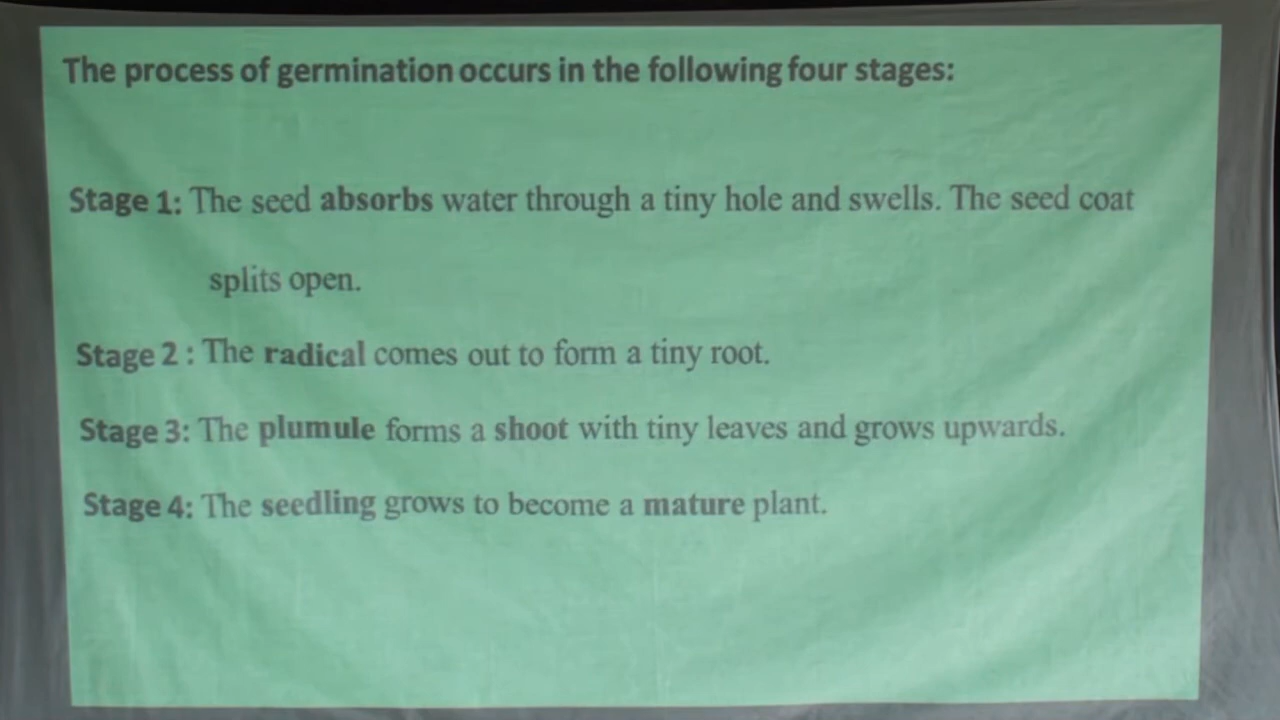 The process of germination occurs in the following four stages:
Stage 1: The seed absorbs water through a tiny hole and swells. The seed coat
splits open.
Stage 2 : The radical comes out to form a tiny root.
Stage 3: The plumule forms a shoot with tiny leaves and grows upwards.
Stage 4: The seedling grows to become a mature plant.